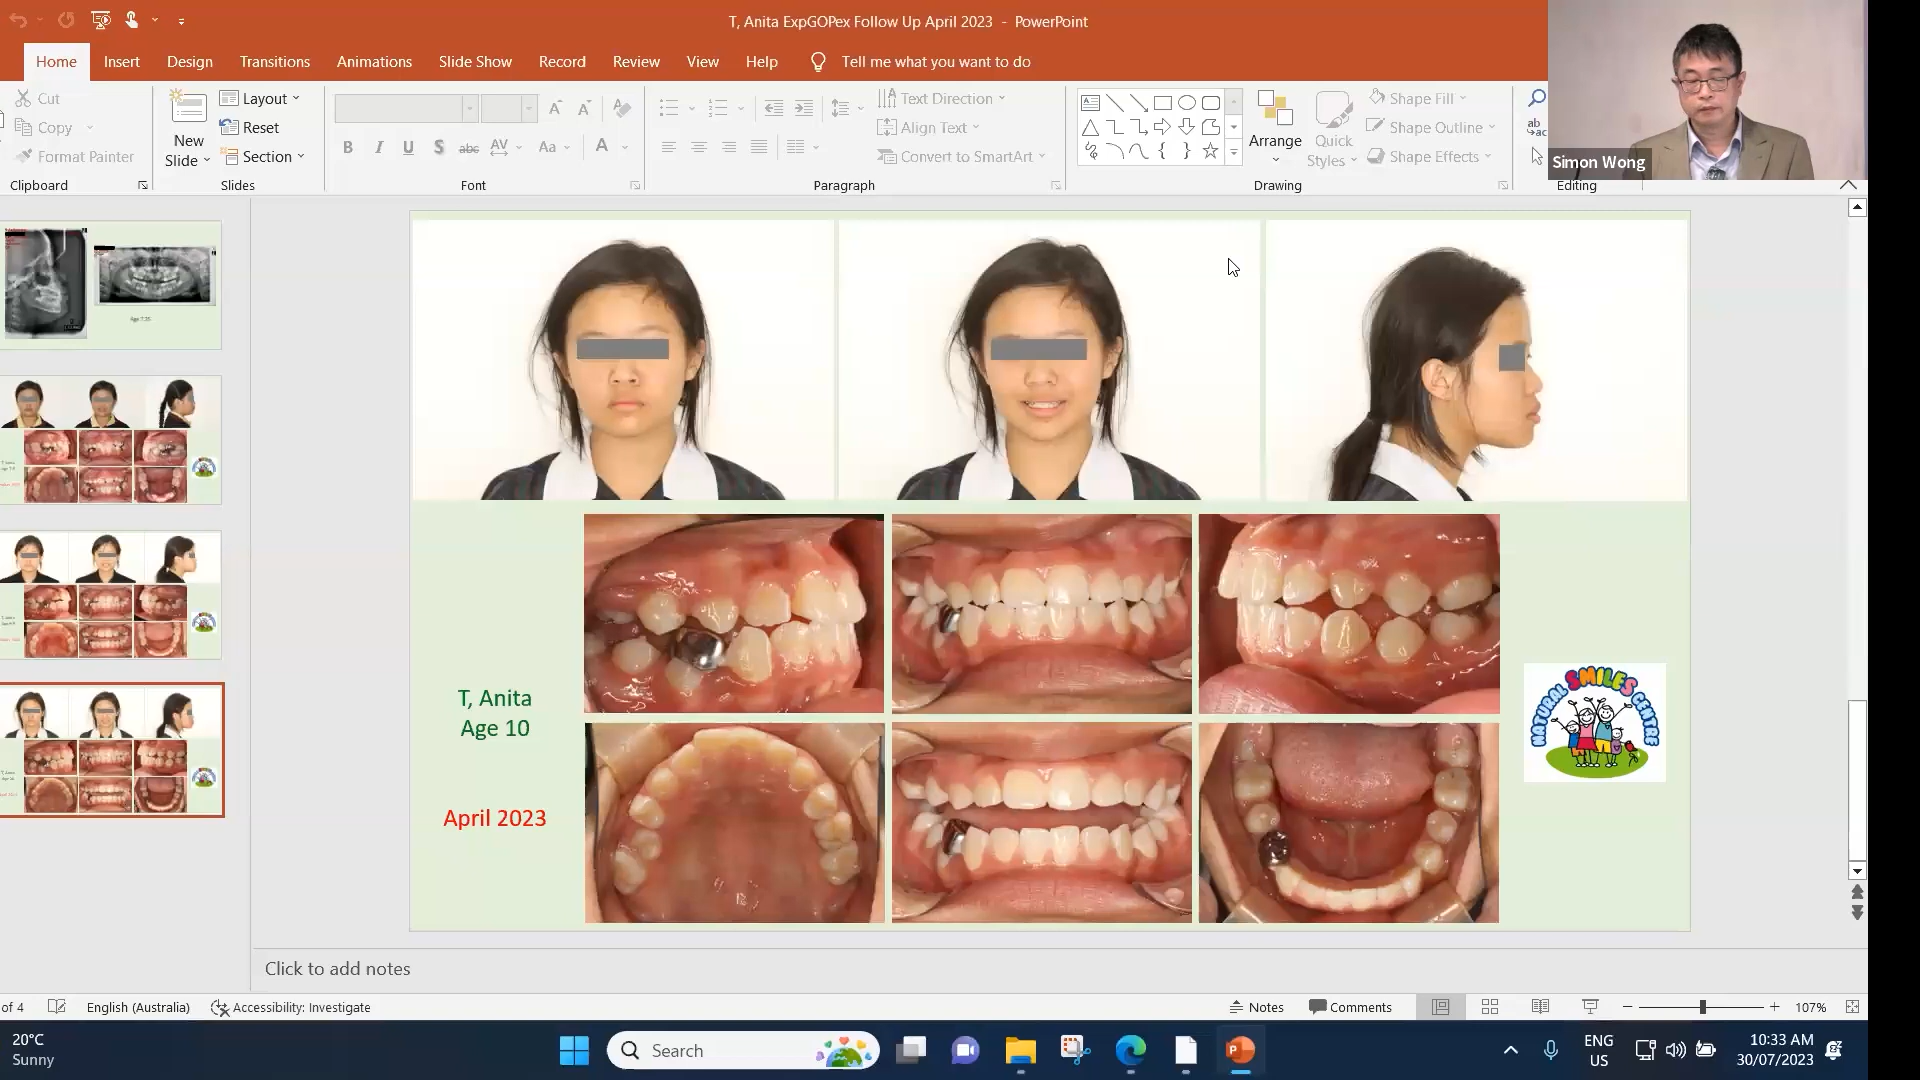 T, Anita ExpGOPex Follow Up April 2023 - PowerPoint
Home Insert Design Transitions Animations Slide Show Record Review View Help Tell me what you want to do
Cut
Copy
Format Painter
Clipboard
New Slide
Layout
Reset
Section
Slides
B I U S abc AV Aa A
Font
Text Direction
Align Text
Convert to SmartArt
Paragraph
Arrange
Quick Styles
Shape Fill
Shape Outline
Shape Effects
Drawing
Editing
Simon Wong
T, Anita
Age 10
April 2023
NATURAL SMILES CENTRE
Click to add notes
of 4 English (Australia) Accessibility: Investigate Notes Comments 107%
20°C
Sunny
Search
ENG
US
10:33 AM
30/07/2023